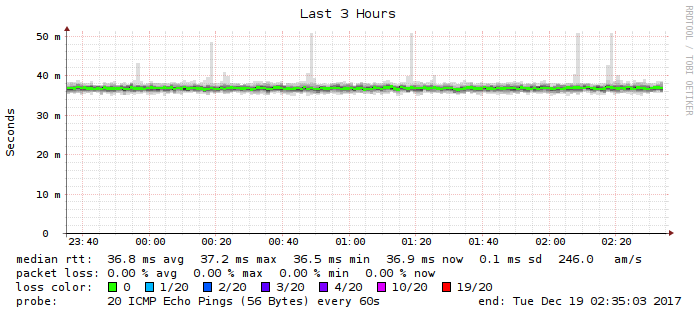 Last 3 Hours
RRDTOOL / TOBI OETIKER
Seconds
50 m
40 m
30 m
20 m
10 m
0
23:40 00:00 00:20 00:40 01:00 01:20 01:40 02:00 02:20
median rtt: 36.8 ms avg 37.2 ms max 36.5 ms min 36.9 ms now 0.1 ms sd 246.0 am/s
packet loss: 0.00 % avg 0.00 % max 0.00 % min 0.00 % now
loss color: 0 1/20 2/20 3/20 4/20 10/20 19/20
probe: 20 ICMP Echo Pings (56 Bytes) every 60s end: Tue Dec 19 02:35:03 2017